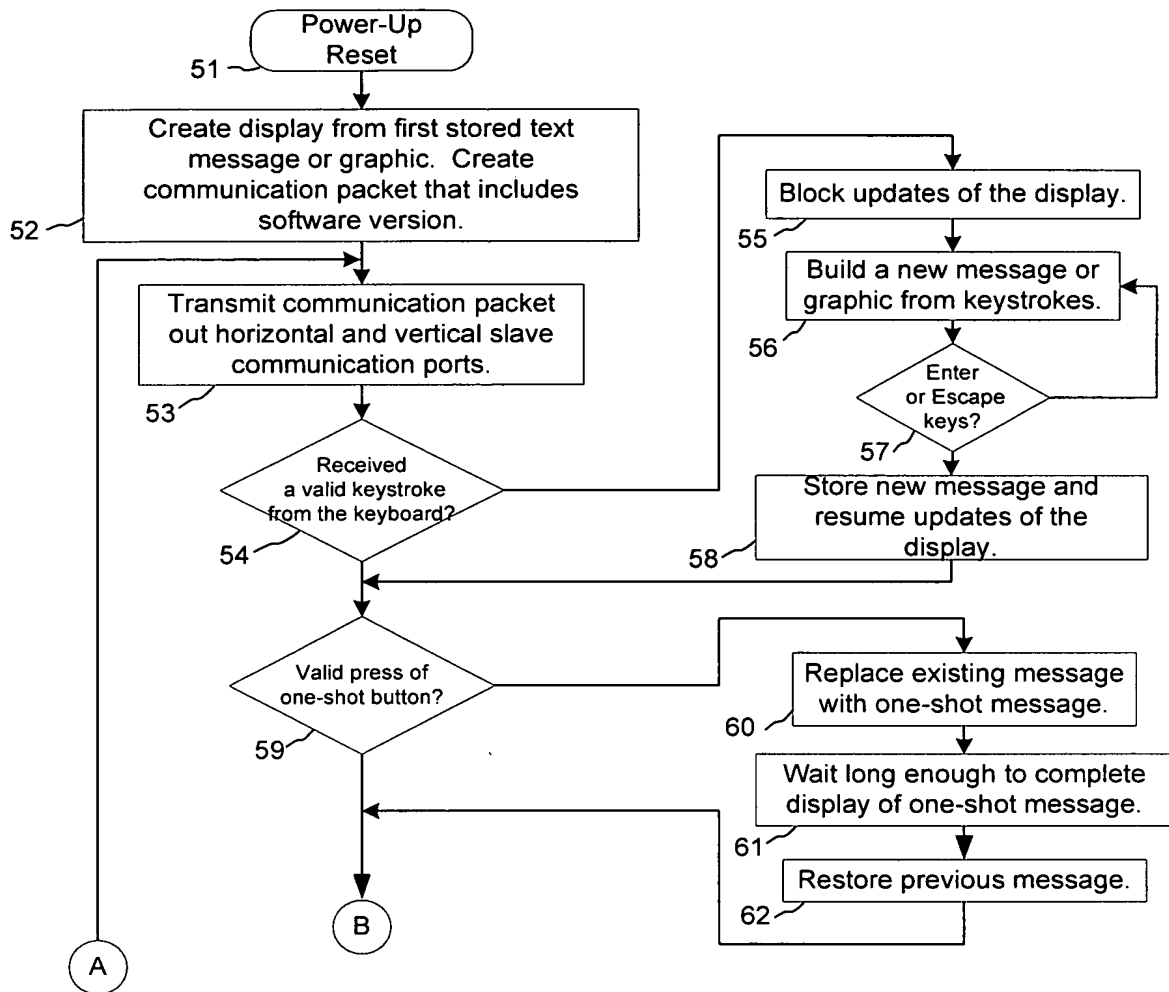 Power-Up
Reset
51
Create display from first stored text
message or graphic. Create
communication packet that includes
software version.
52
Transmit communication packet
out horizontal and vertical slave
communication ports.
53
Received
a valid keystroke
from the keyboard?
54
Block updates of the display.
55
Build a new message or
graphic from keystrokes.
56
Enter
or Escape
keys?
57
Store new message and
resume updates of the
display.
58
Valid press of
one-shot button?
59
Replace existing message
with one-shot message.
60
Wait long enough to complete
display of one-shot message.
61
Restore previous message.
62
B
A